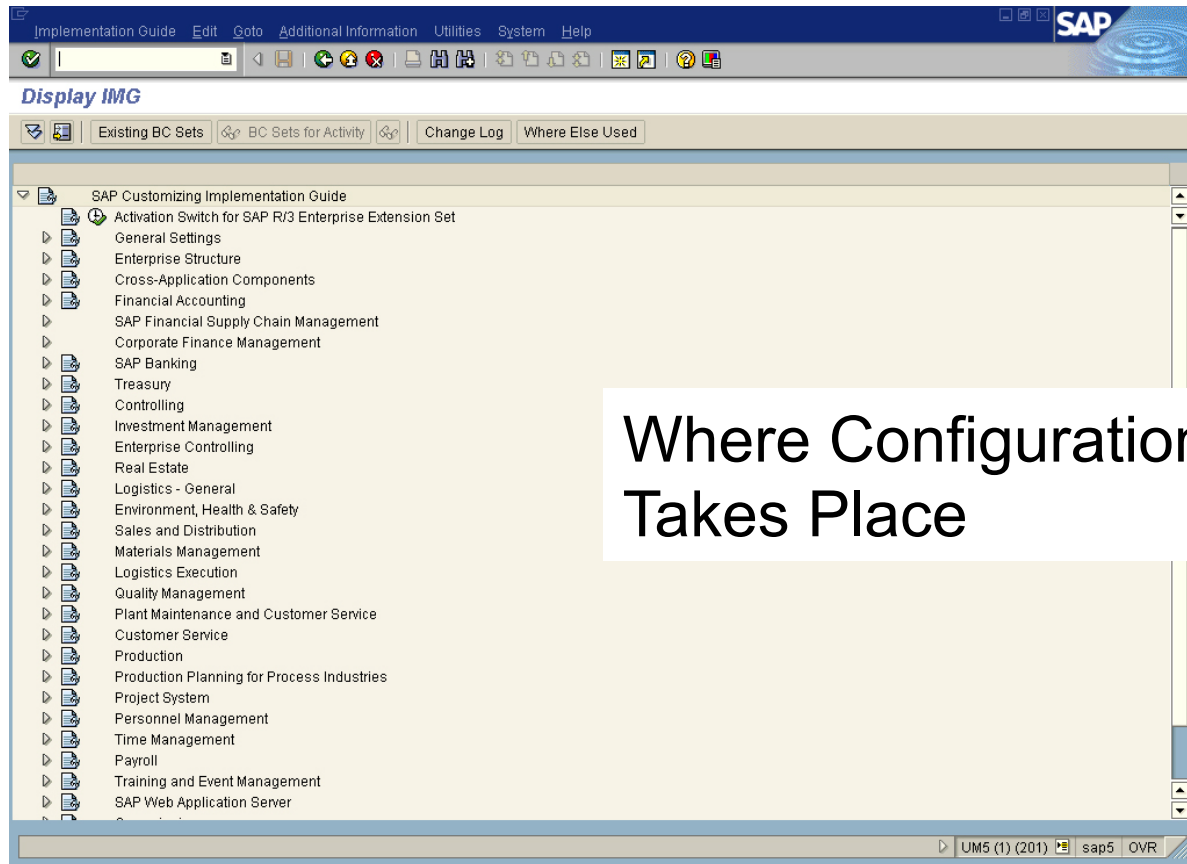 Implementation Guide Edit Goto Additional Information Utilities System Help
SAP
Display IMG
Existing BC Sets BC Sets for Activity Change Log Where Else Used
SAP Customizing Implementation Guide
Activation Switch for SAP R/3 Enterprise Extension Set
General Settings
Enterprise Structure
Cross-Application Components
Financial Accounting
SAP Financial Supply Chain Management
Corporate Finance Management
SAP Banking
Treasury
Controlling
Investment Management
Enterprise Controlling
Real Estate
Logistics - General
Environment, Health & Safety
Sales and Distribution
Materials Management
Logistics Execution
Quality Management
Plant Maintenance and Customer Service
Customer Service
Production
Production Planning for Process Industries
Project System
Personnel Management
Time Management
Payroll
Training and Event Management
SAP Web Application Server
Where Configuration
Takes Place
UM5 (1) (201) sap5 OVR